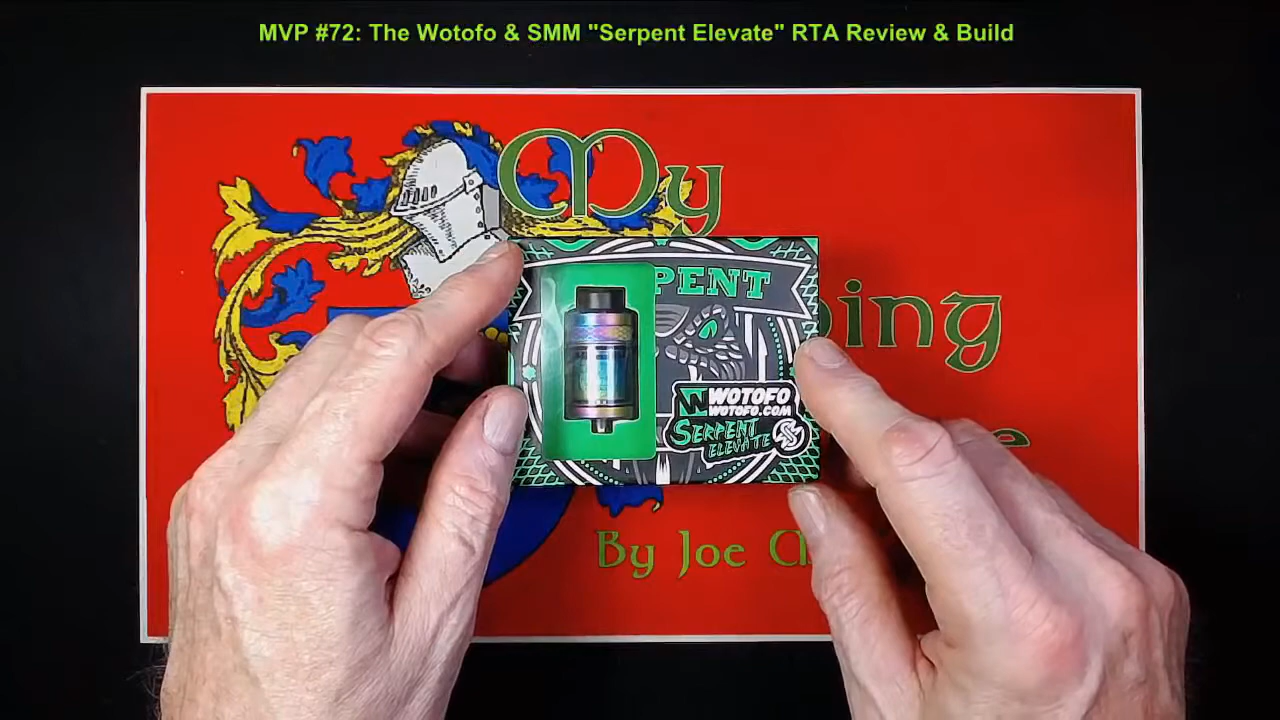 MVP #72: The Wotofo & SMM "Serpent Elevate" RTA Review & Build
My
PENT
ping
WOTOFO
WOTOFO.COM
SERPENT
ELEVATE
By Joe